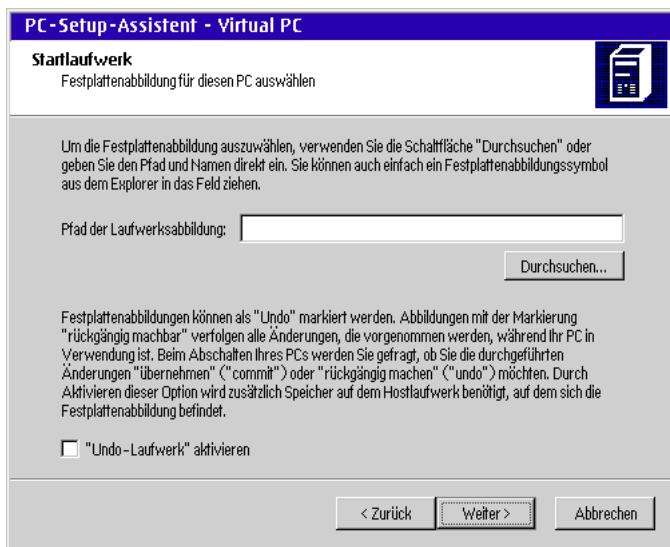 PC-Setup-Assistent - Virtual PC
Startlaufwerk
Festplattenabbildung für diesen PC auswählen
Um die Festplattenabbildung auszuwählen, verwenden Sie die Schaltfläche "Durchsuchen" oder
geben Sie den Pfad und Namen direkt ein. Sie können auch einfach ein Festplattenabbildungssymbol
aus dem Explorer in das Feld ziehen.
Pfad der Laufwerksabbildung:
Durchsuchen...
Festplattenabbildungen können als "Undo" markiert werden. Abbildungen mit der Markierung
"rückgängig machbar" verfolgen alle Änderungen, die vorgenommen werden, während Ihr PC in
Verwendung ist. Beim Abschalten Ihres PCs werden Sie gefragt, ob Sie die durchgeführten
Änderungen "übernehmen" ("commit") oder "rückgängig machen" ("undo") möchten. Durch
Aktivieren dieser Option wird zusätzlich Speicher auf dem Hostlaufwerk benötigt, auf dem sich die
Festplattenabbildung befindet.
"Undo-Laufwerk" aktivieren
< Zurück Weiter > Abbrechen